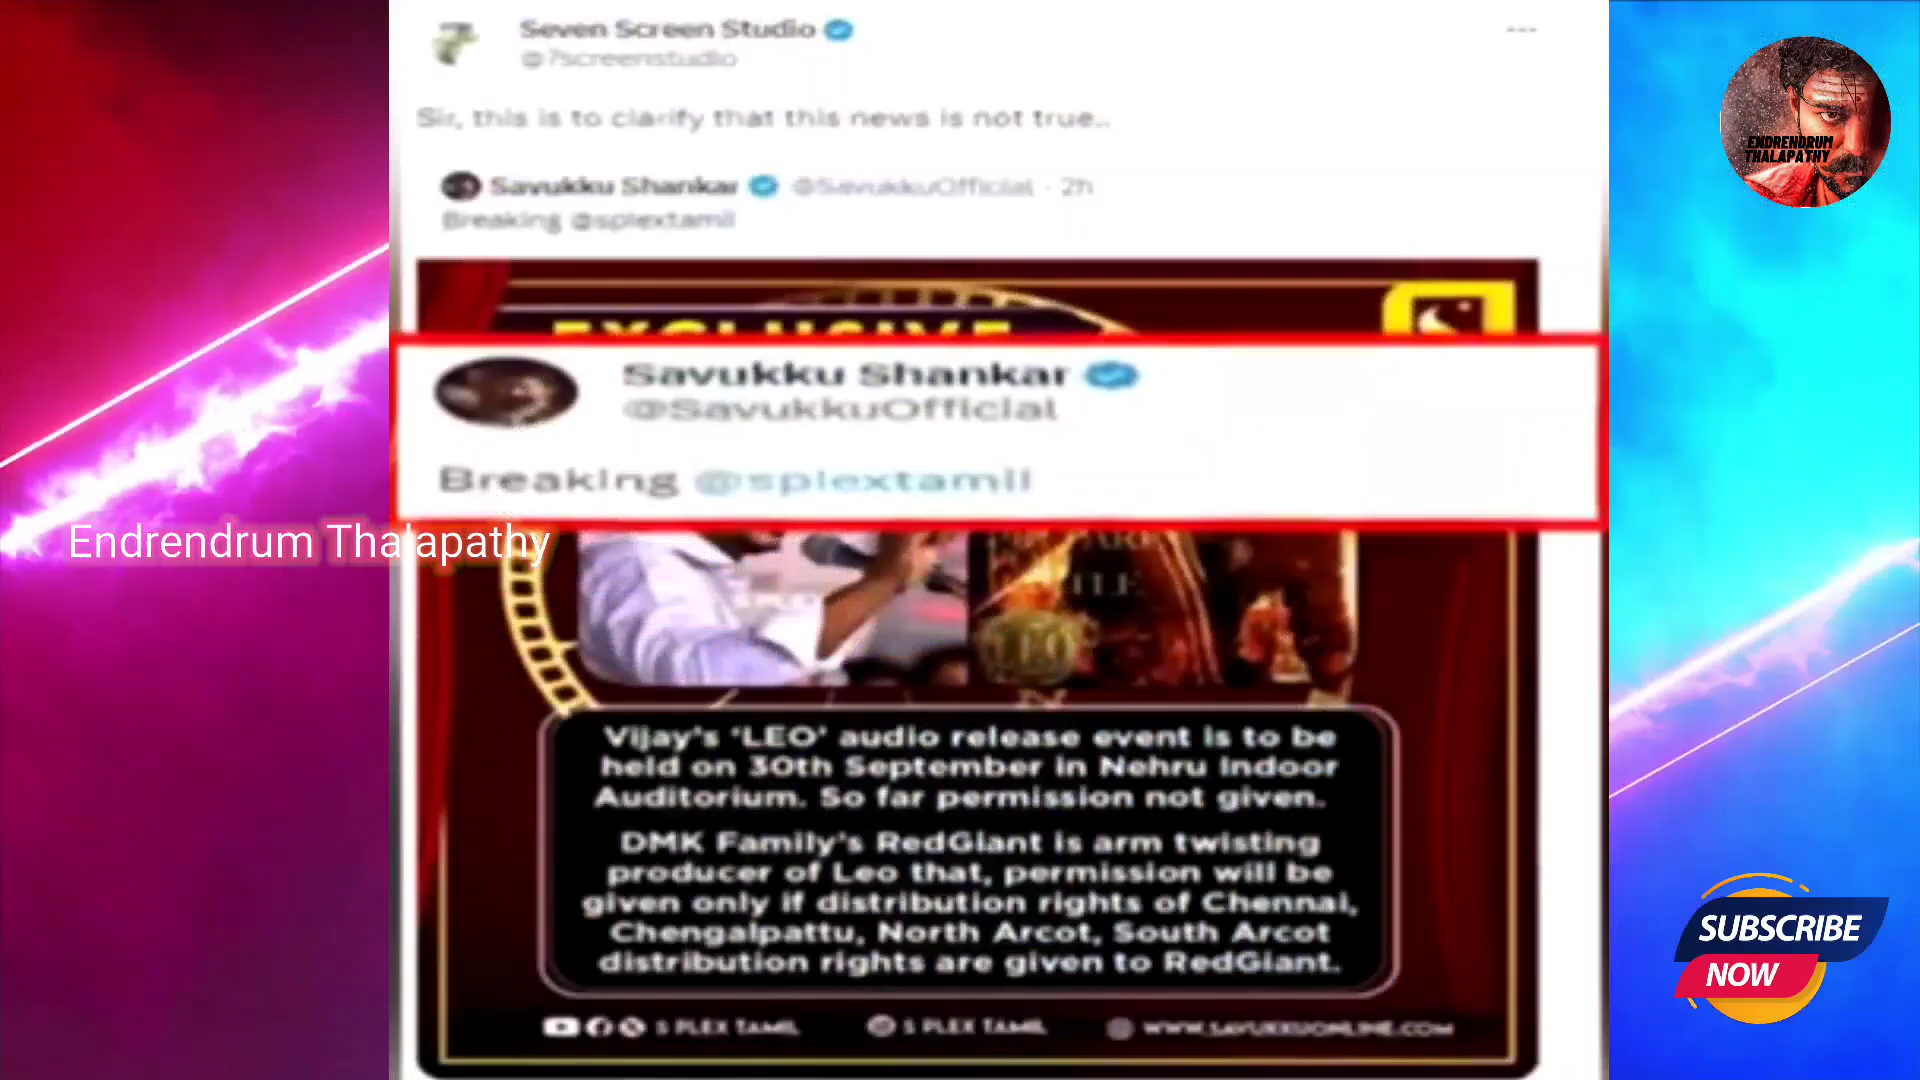 Seven Screen Studio
@7screenstudio
Sir, this is to clarify that this news is not true..
Savukku Shankar @SavukkuOfficial · 2h
Breaking @splextamil
EXCLUSIVE
Savukku Shankar
@SavukkuOfficial
Breaking @splextamil
ENDRENDRUM
THALAPATHY
Endrendrum Thalapathy
LEO
Vijay's 'LEO' audio release event is to be
held on 30th September in Nehru Indoor
Auditorium. So far permission not given.
DMK Family's RedGiant is arm twisting
producer of Leo that, permission will be
given only if distribution rights of Chennai,
Chengalpattu, North Arcot, South Arcot
distribution rights are given to RedGiant.
S PLEX TAMIL S PLEX TAMIL WWW.SAVUKKUONLINE.COM
SUBSCRIBE
NOW